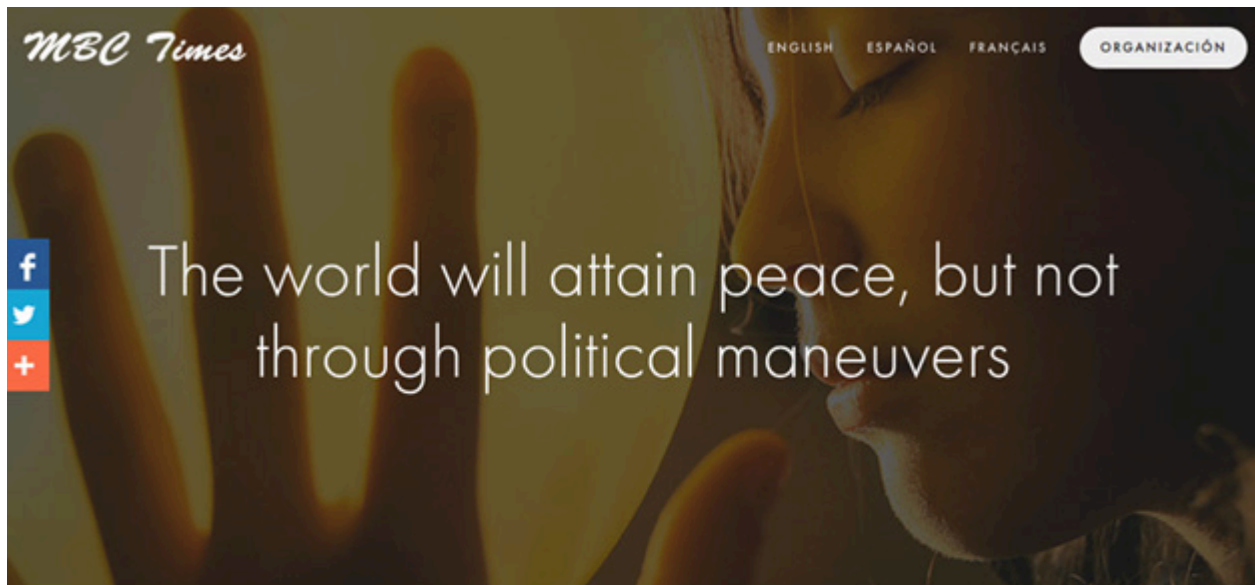 MBC Times
ENGLISH ESPAÑOL FRANÇAIS ORGANIZACIÓN
The world will attain peace, but not
through political maneuvers